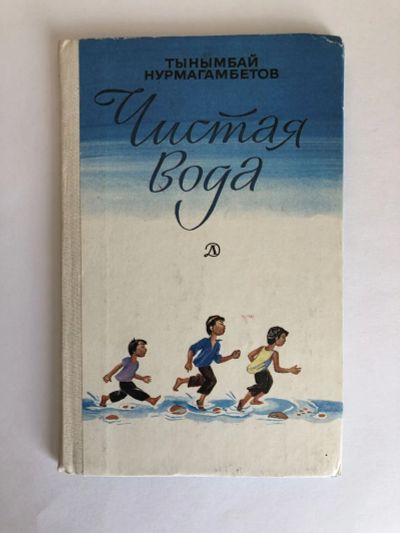 ТЫНЫМБАЙ
НУРМАГАМБЕТОВ
Чистая
вода
Д